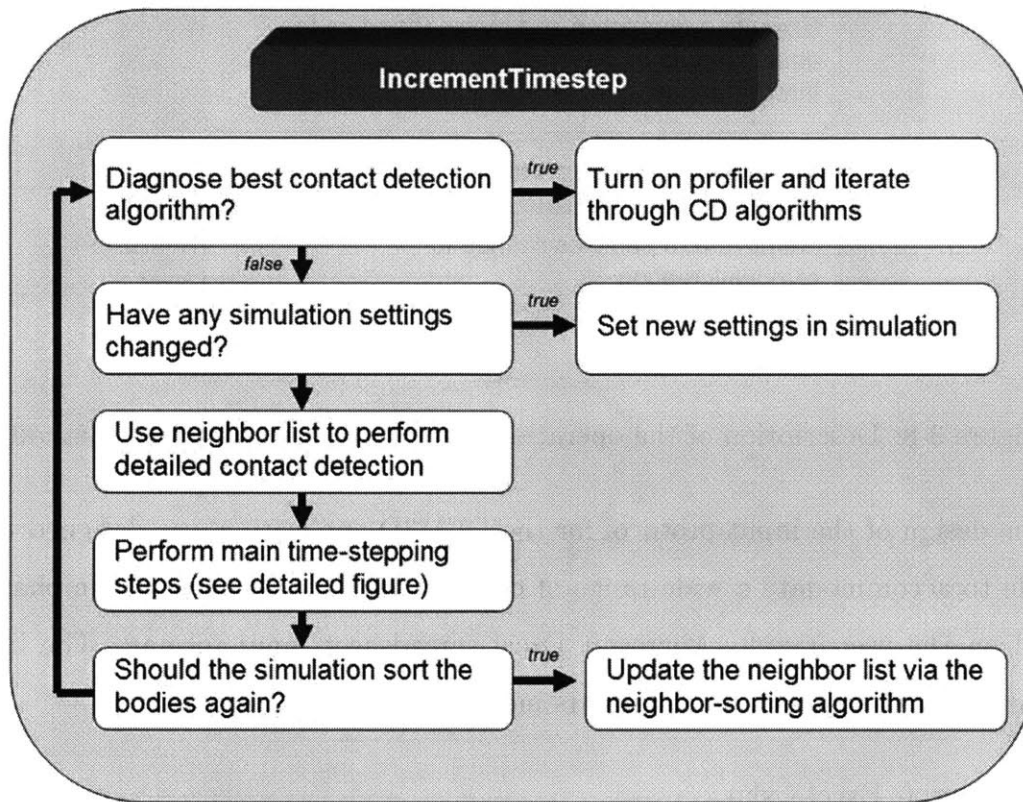 IncrementTimestep
Diagnose best contact detection
algorithm?
true
Turn on profiler and iterate
through CD algorithms
false
Have any simulation settings
changed?
true
Set new settings in simulation
Use neighbor list to perform
detailed contact detection
Perform main time-stepping
steps (see detailed figure)
Should the simulation sort the
bodies again?
true
Update the neighbor list via the
neighbor-sorting algorithm